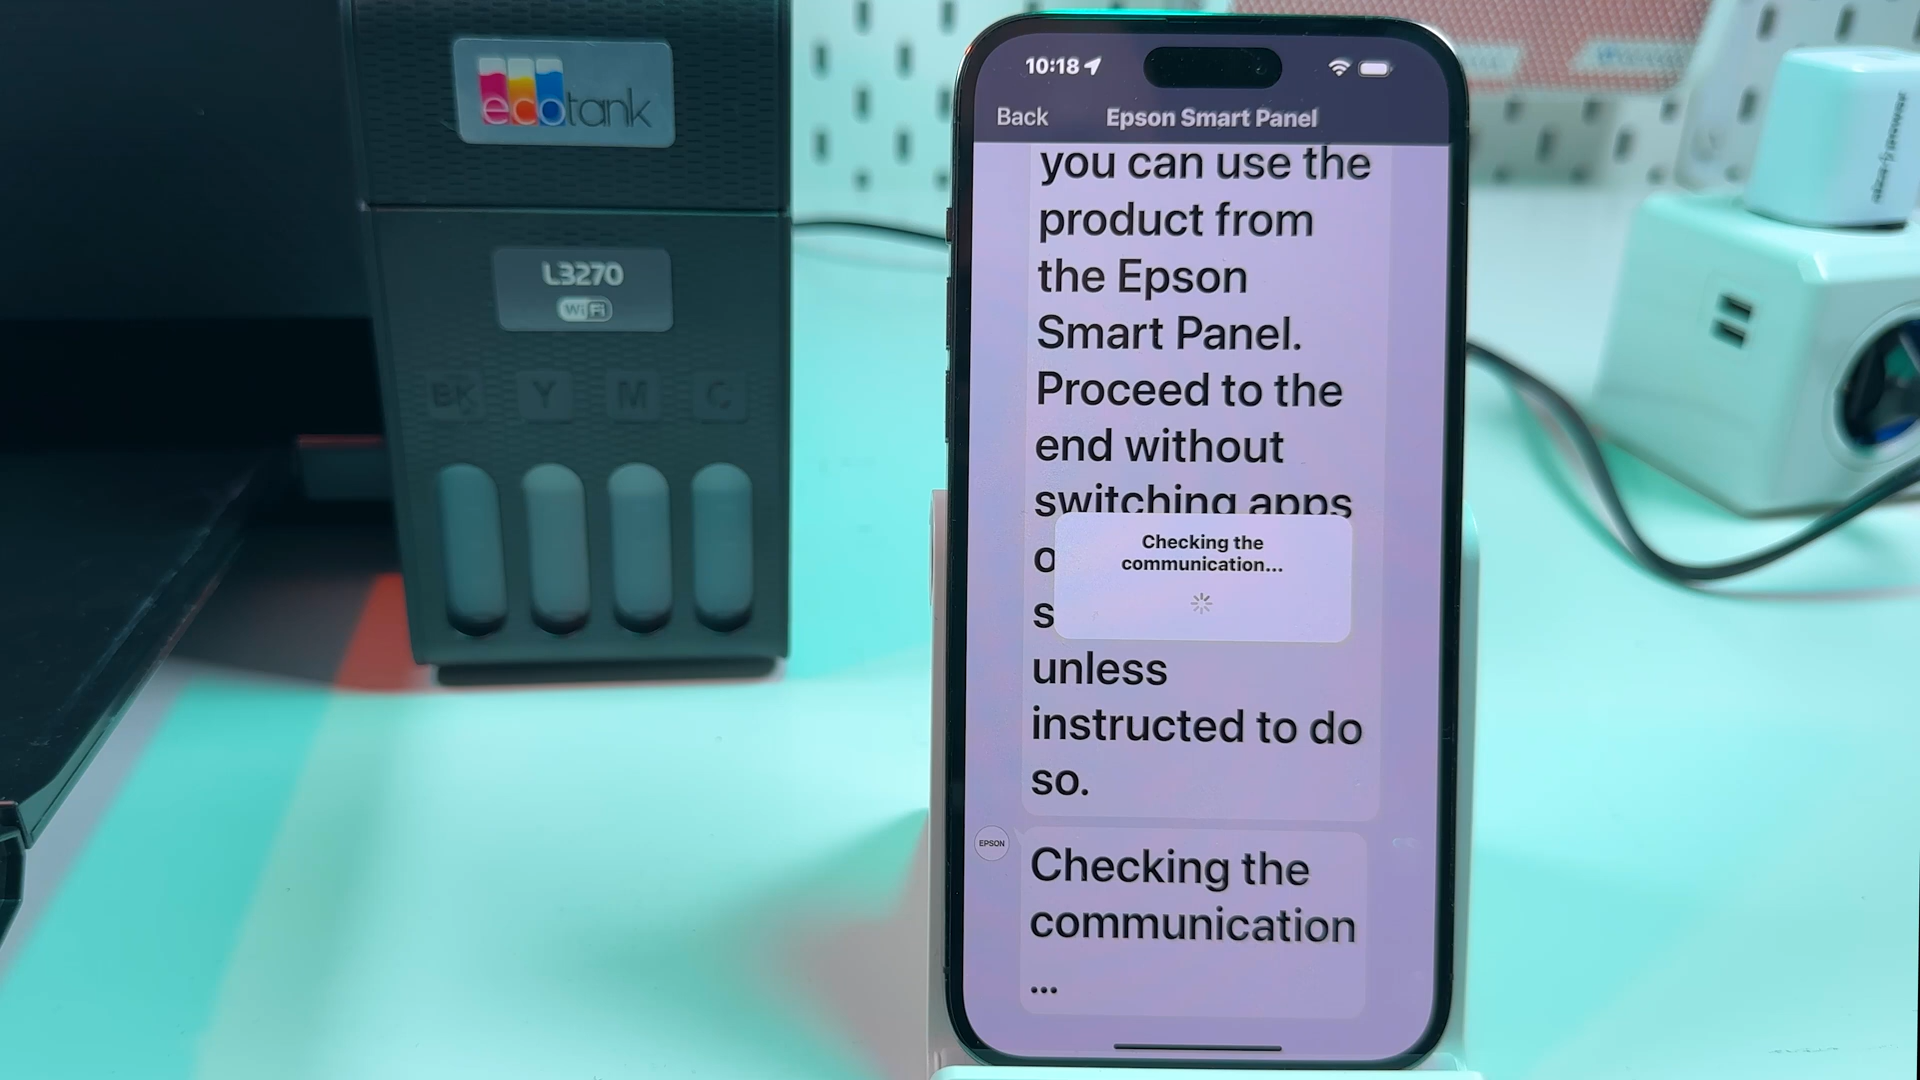 ecotank
L3270
WiFi
BK Y M C
10:18
Back Epson Smart Panel
you can use the
product from
the Epson
Smart Panel.
Proceed to the
end without
switching apps
o
s
unless
instructed to do
so.
Checking the
communication...
EPSON
Checking the
communication
...